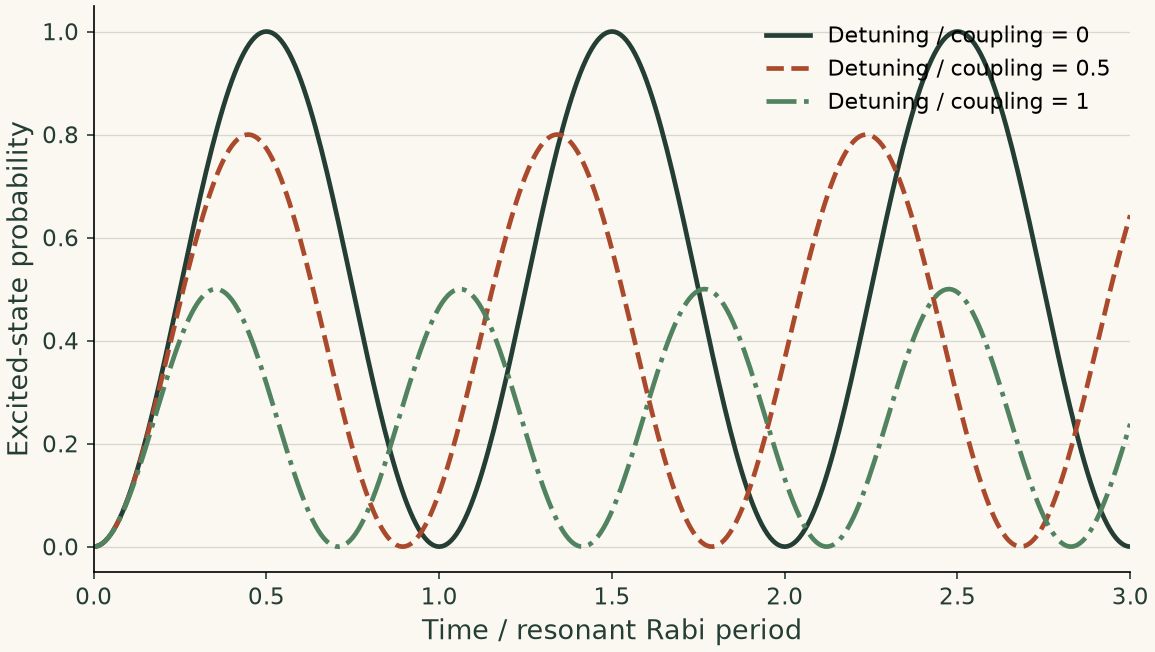 Excited-state probability
1.0
0.8
0.6
0.4
0.2
0.0
Detuning / coupling = 0
Detuning / coupling = 0.5
Detuning / coupling = 1
0.0 0.5 1.0 1.5 2.0 2.5 3.0
Time / resonant Rabi period